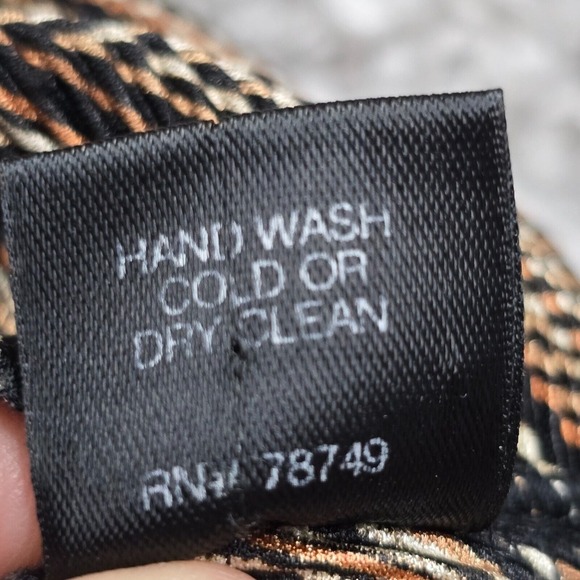 HAND WASH
COLD OR
DRY CLEAN
RN# 78749